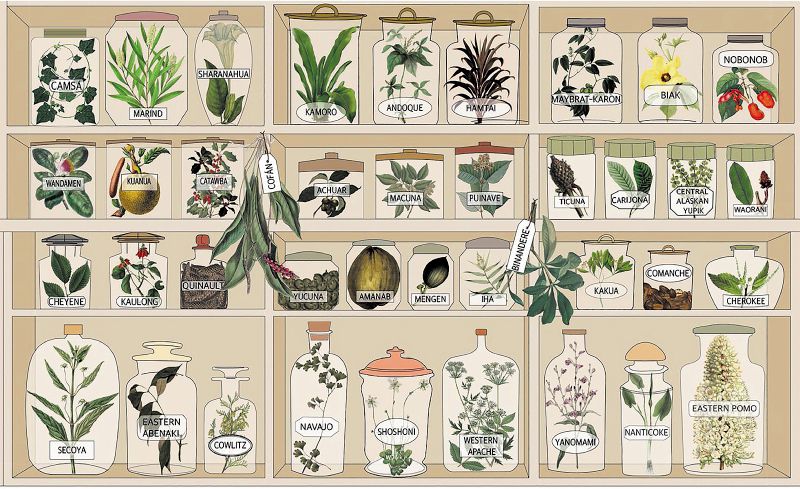 CAMSÁ
MARIND
SHARANAHUA
KAMORO
ANDOQUE
HAMTAI
MAYBRAT-KARON
BIAK
NOBONOB
WANDAMEN
KUANUA
CATAWBA
COFÁN
ACHUAR
MACUNA
PUINAVE
TICUNA
CARIJONA
CENTRAL
ALASKAN
YUPIK
WAORANI
CHEYENE
KAULONG
QUINAULT
YUCUNA
AMANAB
MENGEN
IHA
BINANDERE
KAKUA
COMANCHE
CHEROKEE
SECOYA
EASTERN
ABENAKI
COWLITZ
NAVAJO
SHOSHONI
WESTERN
APACHE
YANOMAMI
NANTICOKE
EASTERN POMO